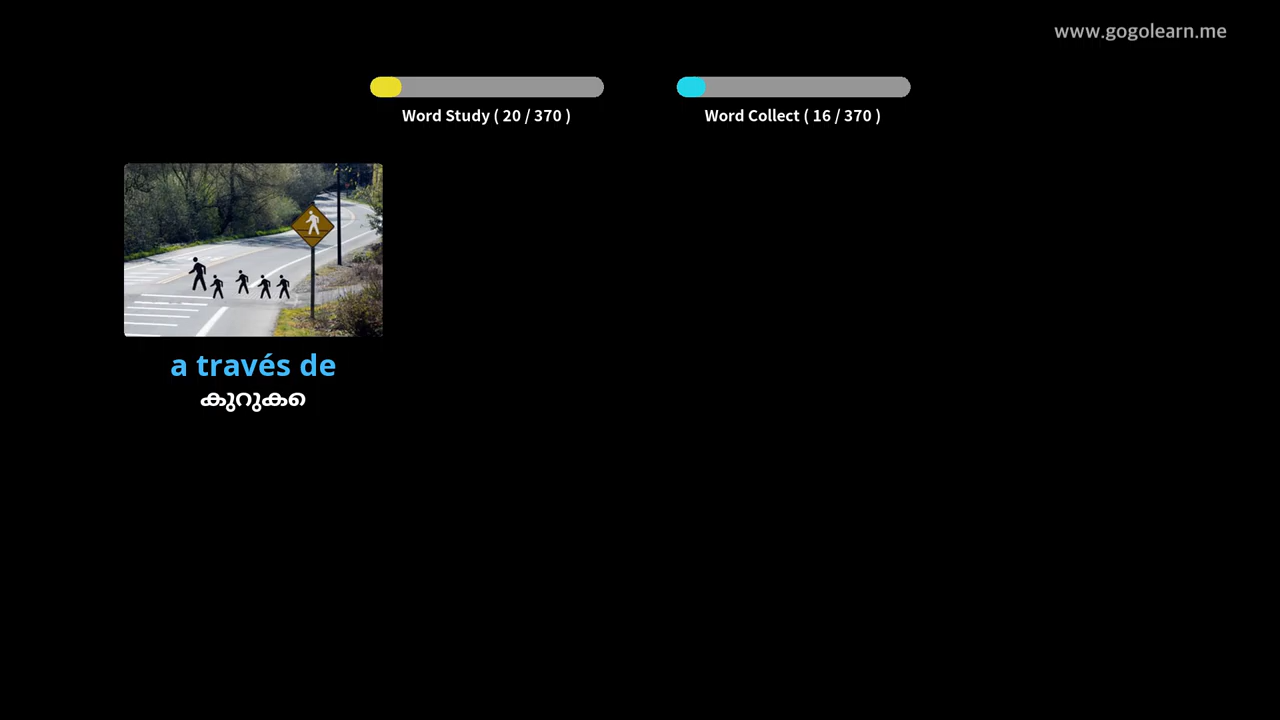 www.gogolearn.me
Word Study ( 20 / 370 )
Word Collect ( 16 / 370 )
a través de
കുറുകെ